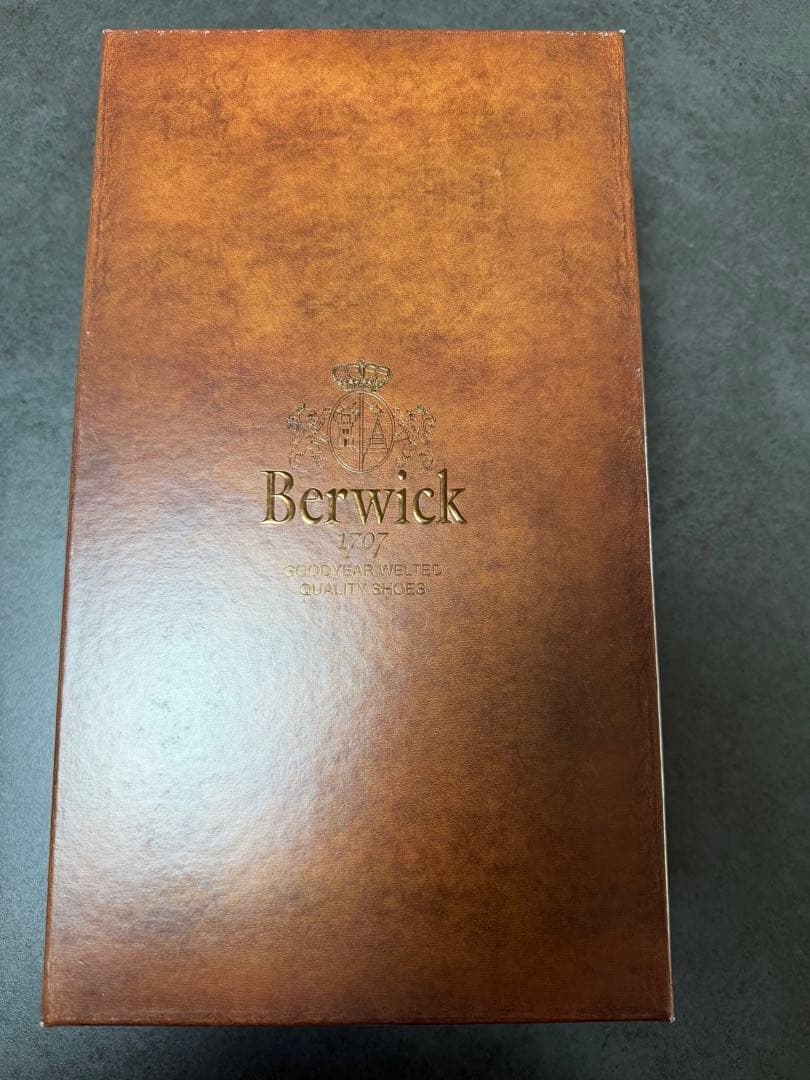 Berwick
1707
GOODYEAR WELTED
QUALITY SHOES